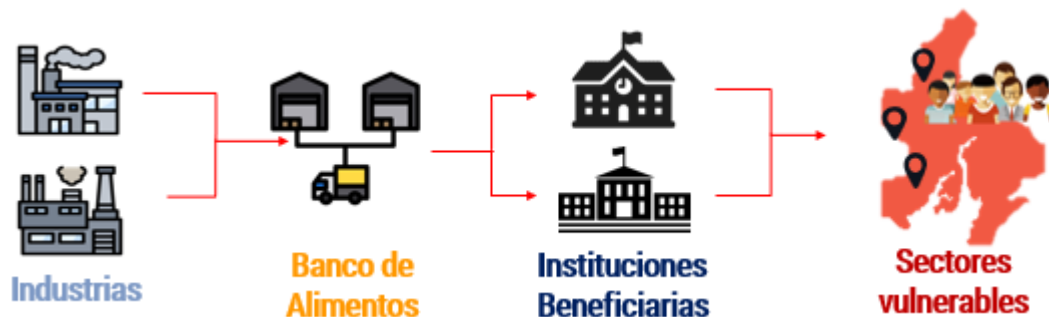 Industrias
Banco de
Alimentos
Instituciones
Beneficiarias
Sectores
vulnerables